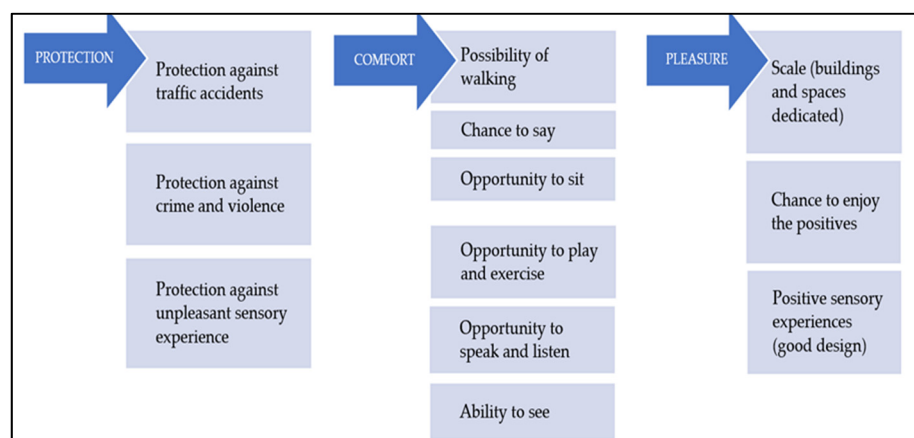 PROTECTION
Protection against
traffic accidents
Protection against
crime and violence
Protection against
unpleasant sensory
experience
COMFORT
Possibility of
walking
Chance to say
Opportunity to sit
Opportunity to play
and exercise
Opportunity to
speak and listen
Ability to see
PLEASURE
Scale (buildings
and spaces
dedicated)
Chance to enjoy
the positives
Positive sensory
experiences
(good design)